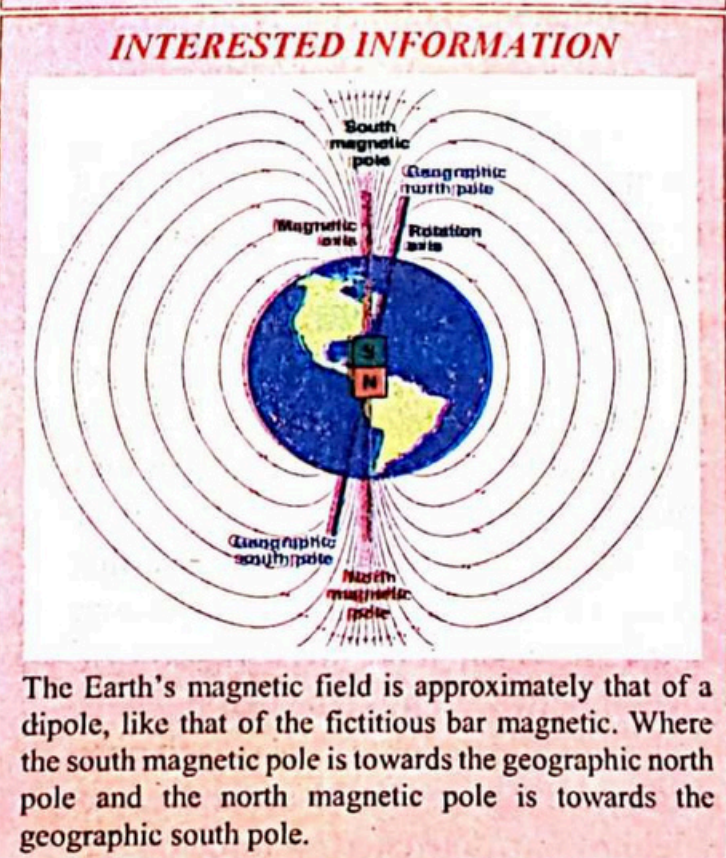 INTERESTED INFORMATION
South
magnetic
pole
Geographic
north pole
Magnetic
axis
Rotation
axis
S
N
Geographic
south pole
North
magnetic
pole
The Earth's magnetic field is approximately that of a
dipole, like that of the fictitious bar magnetic. Where
the south magnetic pole is towards the geographic north
pole and the north magnetic pole is towards the
geographic south pole.